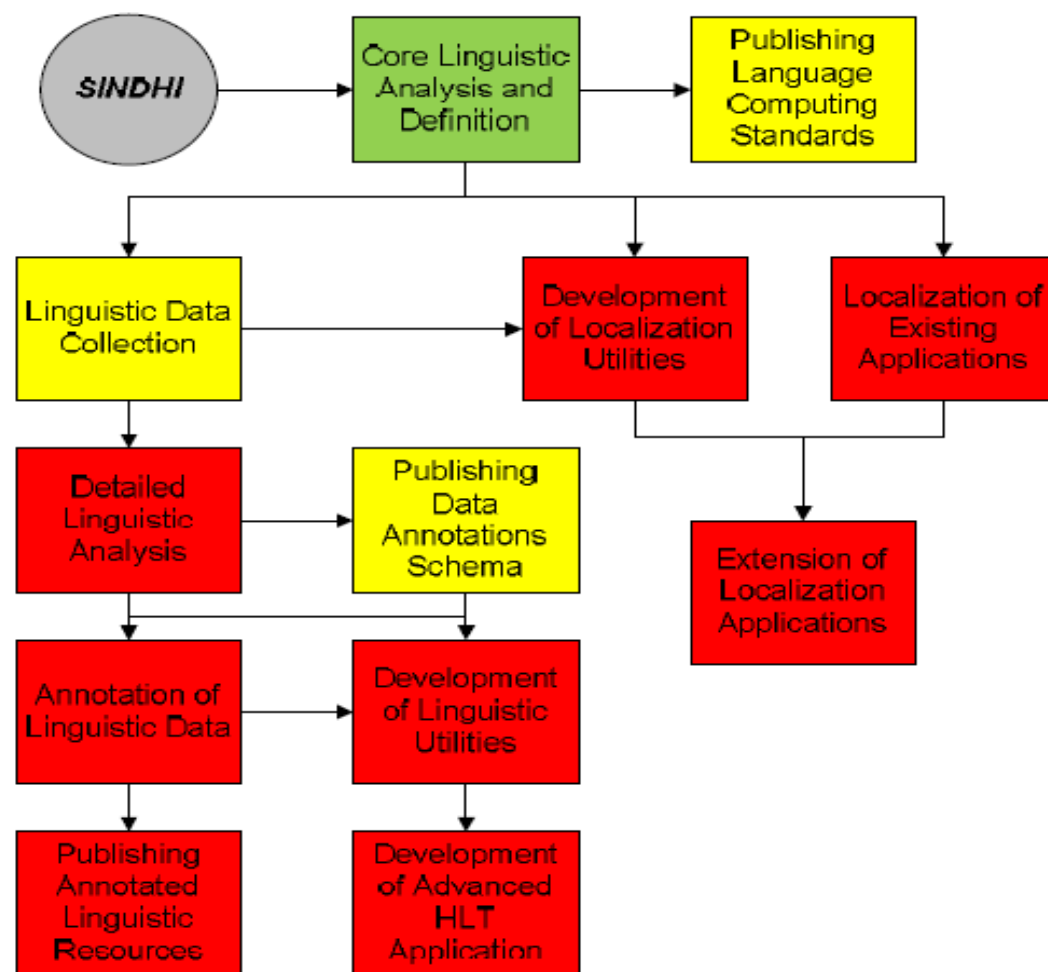 SINDHI
Core Linguistic
Analysis and
Definition
Publishing
Language
Computing
Standards
Linguistic Data
Collection
Development
of Localization
Utilities
Localization of
Existing
Applications
Detailed
Linguistic
Analysis
Publishing
Data
Annotations
Schema
Extension of
Localization
Applications
Annotation of
Linguistic Data
Development
of Linguistic
Utilities
Publishing
Annotated
Linguistic
Resources
Development
of Advanced
HLT
Application